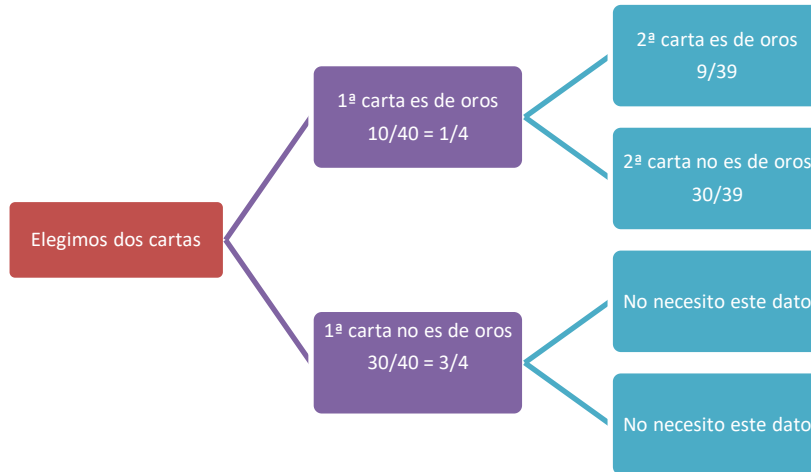 Elegimos dos cartas
1ª carta es de oros
10/40 = 1/4
2ª carta es de oros
9/39
2ª carta no es de oros
30/39
1ª carta no es de oros
30/40 = 3/4
No necesito este dato
No necesito este dato